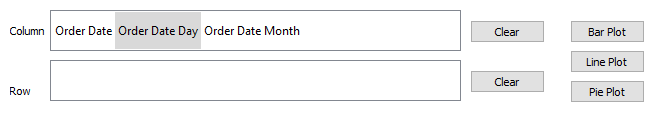 Column Order Date Order Date Day Order Date Month Clear Bar Plot
Line Plot
Row Clear Pie Plot